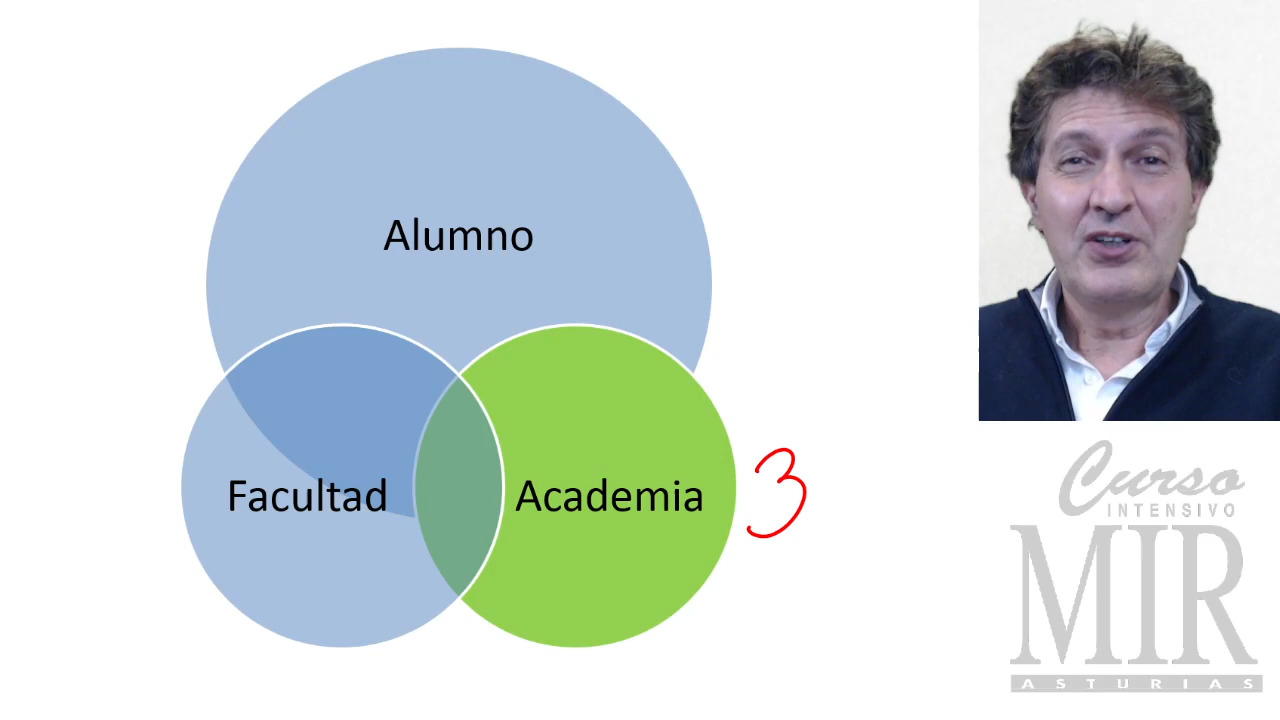 Alumno
Facultad
Academia
3
Curso
INTENSIVO
MIR
ASTURIAS